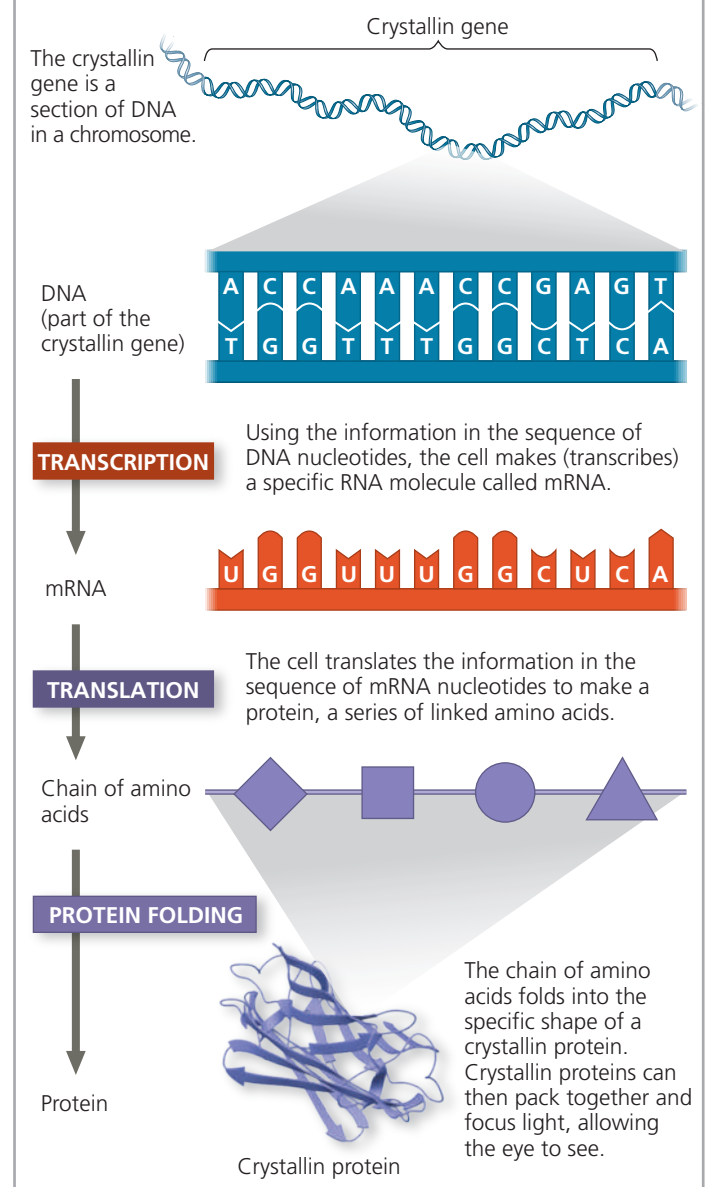 Crystallin gene
The crystallin
gene is a
section of DNA
in a chromosome.
A C C A A A C C G A G T
DNA
(part of the
crystallin gene)
T G G T T T G G C T C A
TRANSCRIPTION
Using the information in the sequence of
DNA nucleotides, the cell makes (transcribes)
a specific RNA molecule called mRNA.
mRNA
U G G U U U G G C U C A
TRANSLATION
The cell translates the information in the
sequence of mRNA nucleotides to make a
protein, a series of linked amino acids.
Chain of amino
acids
PROTEIN FOLDING
The chain of amino
acids folds into the
specific shape of a
crystallin protein.
Crystallin proteins can
then pack together and
focus light, allowing
the eye to see.
Protein
Crystallin protein